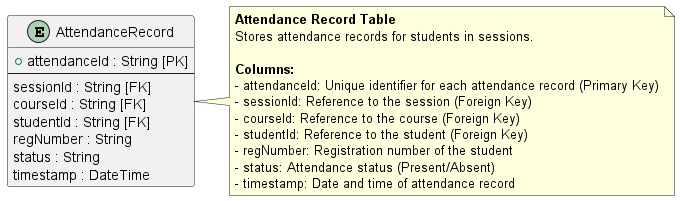 E AttendanceRecord
attendanceId : String [PK]
sessionId : String [FK]
courseId : String [FK]
studentId : String [FK]
regNumber : String
status : String
timestamp : DateTime
Attendance Record Table
Stores attendance records for students in sessions.
Columns:
- attendanceId: Unique identifier for each attendance record (Primary Key)
- sessionId: Reference to the session (Foreign Key)
- courseId: Reference to the course (Foreign Key)
- studentId: Reference to the student (Foreign Key)
- regNumber: Registration number of the student
- status: Attendance status (Present/Absent)
- timestamp: Date and time of attendance record